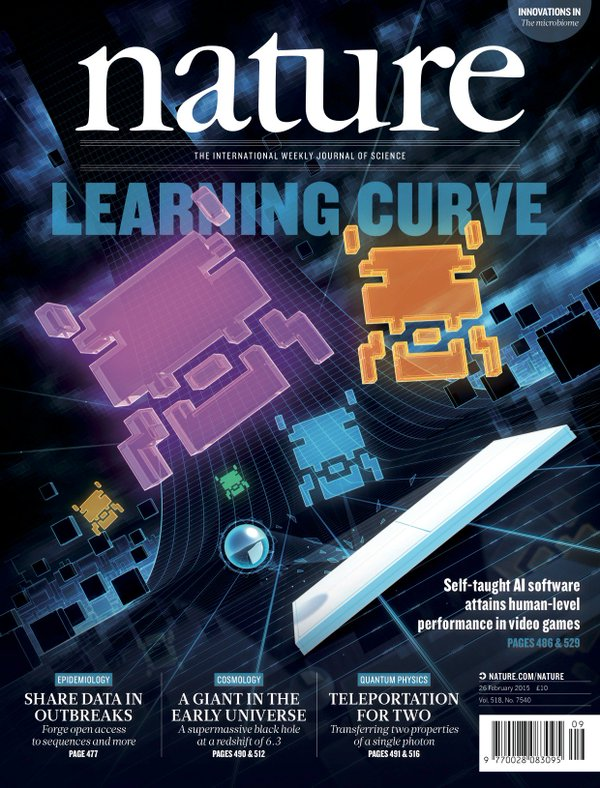 INNOVATIONS IN
The microbiome
nature
THE INTERNATIONAL WEEKLY JOURNAL OF SCIENCE
LEARNING CURVE
Self-taught AI software
attains human-level
performance in video games
PAGES 486 & 529
EPIDEMIOLOGY
SHARE DATA IN
OUTBREAKS
Forge open access
to sequences and more
PAGE 477
COSMOLOGY
A GIANT IN THE
EARLY UNIVERSE
A supermassive black hole
at a redshift of 6.3
PAGES 490 & 512
QUANTUM PHYSICS
TELEPORTATION
FOR TWO
Transferring two properties
of a single photon
PAGES 491 & 516
NATURE.COM/NATURE
26 February 2015 £10
Vol. 518, No. 7540
09
9 770028 083095